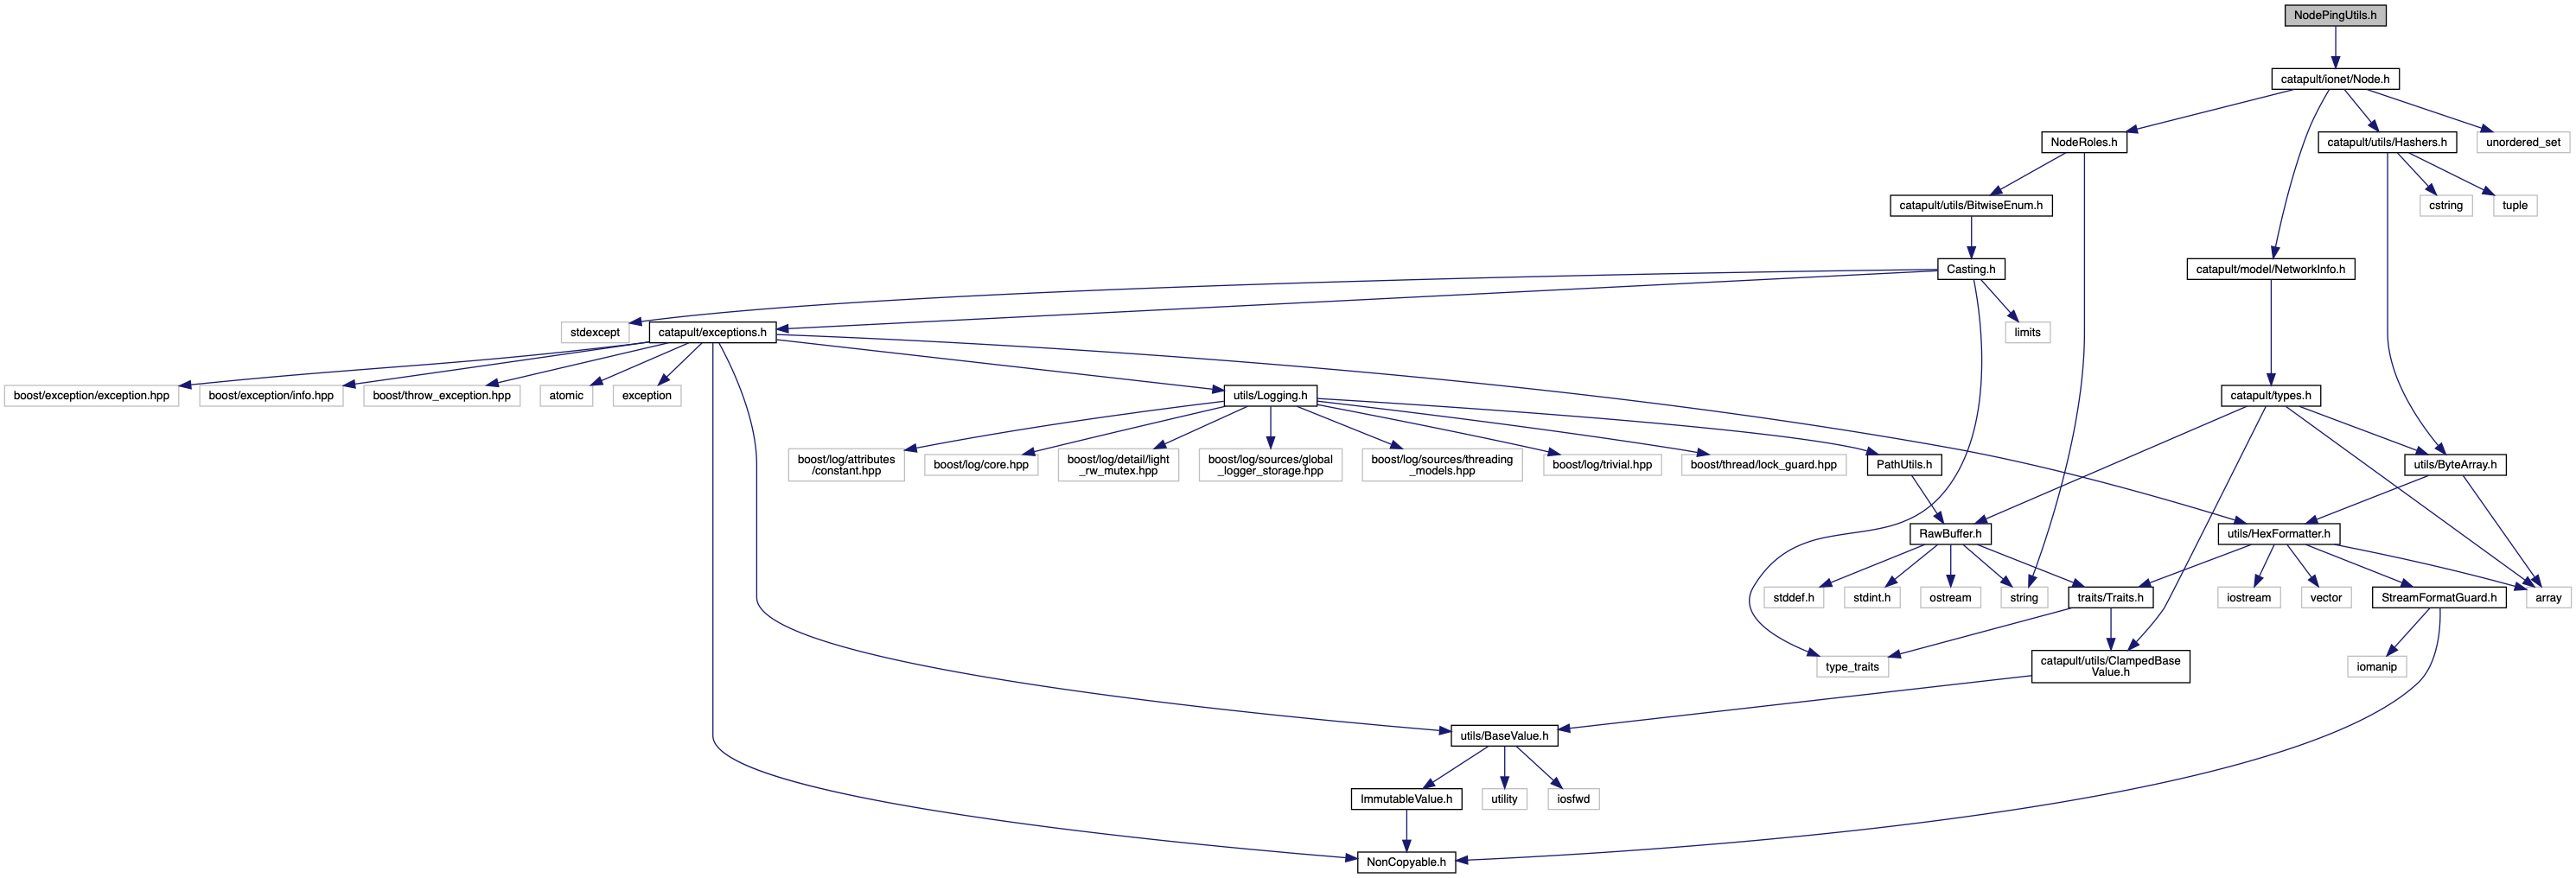 NodePingUtils.h
catapult/ionet/Node.h
NodeRoles.h
catapult/utils/Hashers.h
unordered_set
catapult/utils/BitwiseEnum.h
cstring
tuple
Casting.h
catapult/model/NetworkInfo.h
stdexcept
catapult/exceptions.h
limits
boost/exception/exception.hpp
boost/exception/info.hpp
boost/throw_exception.hpp
atomic
exception
utils/Logging.h
catapult/types.h
boost/log/attributes
/constant.hpp
boost/log/core.hpp
boost/log/detail/light
_rw_mutex.hpp
boost/log/sources/global
_logger_storage.hpp
boost/log/sources/threading
_models.hpp
boost/log/trivial.hpp
boost/thread/lock_guard.hpp
PathUtils.h
utils/ByteArray.h
RawBuffer.h
utils/HexFormatter.h
stddef.h
stdint.h
ostream
string
traits/Traits.h
iostream
vector
StreamFormatGuard.h
array
type_traits
catapult/utils/ClampedBase
Value.h
iomanip
utils/BaseValue.h
ImmutableValue.h
utility
iosfwd
NonCopyable.h